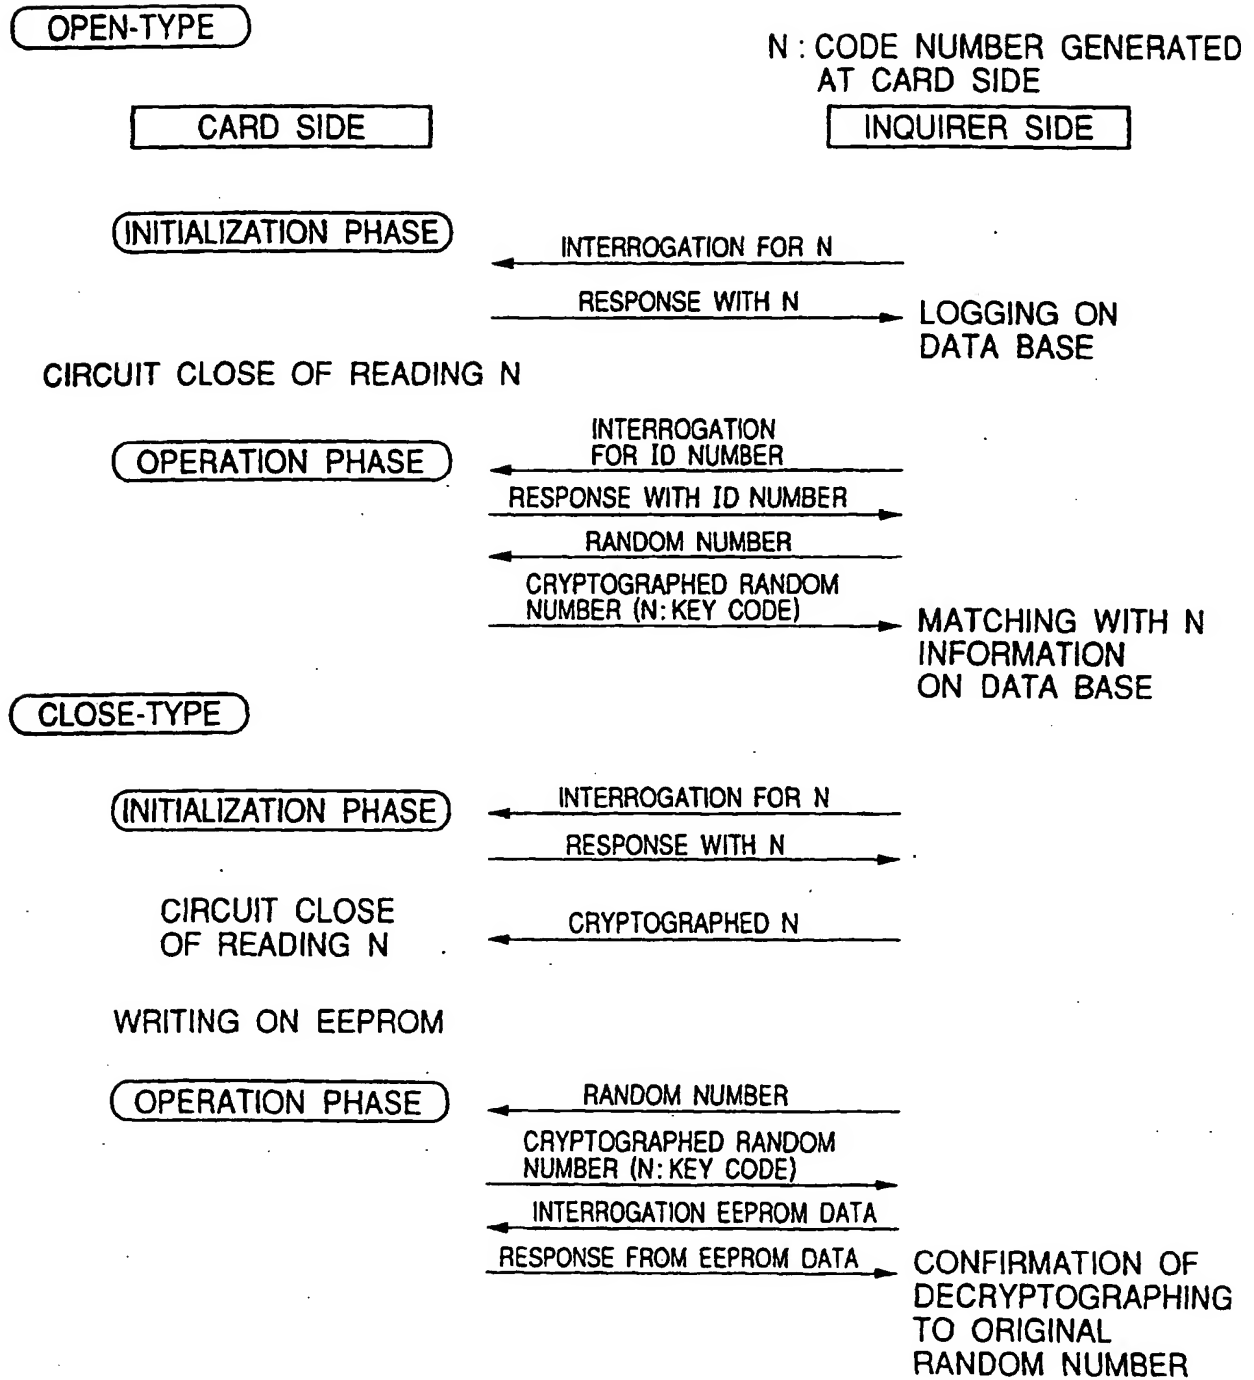 OPEN-TYPE
N : CODE NUMBER GENERATED
AT CARD SIDE
CARD SIDE
INQUIRER SIDE
INITIALIZATION PHASE
INTERROGATION FOR N
RESPONSE WITH N
LOGGING ON
DATA BASE
CIRCUIT CLOSE OF READING N
OPERATION PHASE
INTERROGATION
FOR ID NUMBER
RESPONSE WITH ID NUMBER
RANDOM NUMBER
CRYPTOGRAPHED RANDOM
NUMBER (N: KEY CODE)
MATCHING WITH N
INFORMATION
ON DATA BASE
CLOSE-TYPE
INITIALIZATION PHASE
INTERROGATION FOR N
RESPONSE WITH N
CIRCUIT CLOSE
OF READING N
CRYPTOGRAPHED N
WRITING ON EEPROM
OPERATION PHASE
RANDOM NUMBER
CRYPTOGRAPHED RANDOM
NUMBER (N: KEY CODE)
INTERROGATION EEPROM DATA
RESPONSE FROM EEPROM DATA
CONFIRMATION OF
DECRYPTOGRAPHING
TO ORIGINAL
RANDOM NUMBER